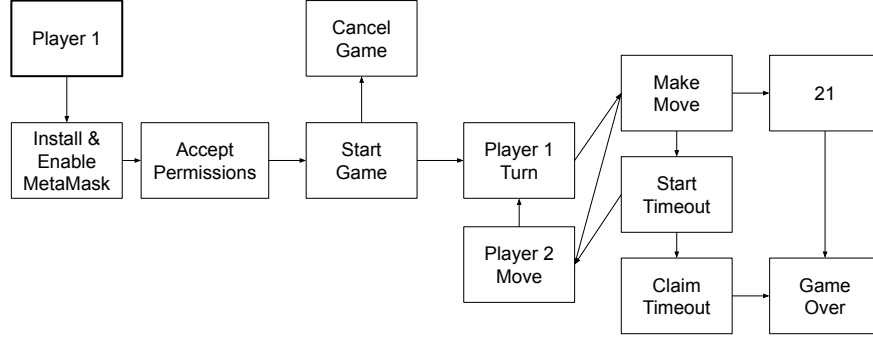 Player 1
Cancel
Game
Make
Move
21
Install &
Enable
MetaMask
Accept
Permissions
Start
Game
Player 1
Turn
Start
Timeout
Player 2
Move
Claim
Timeout
Game
Over